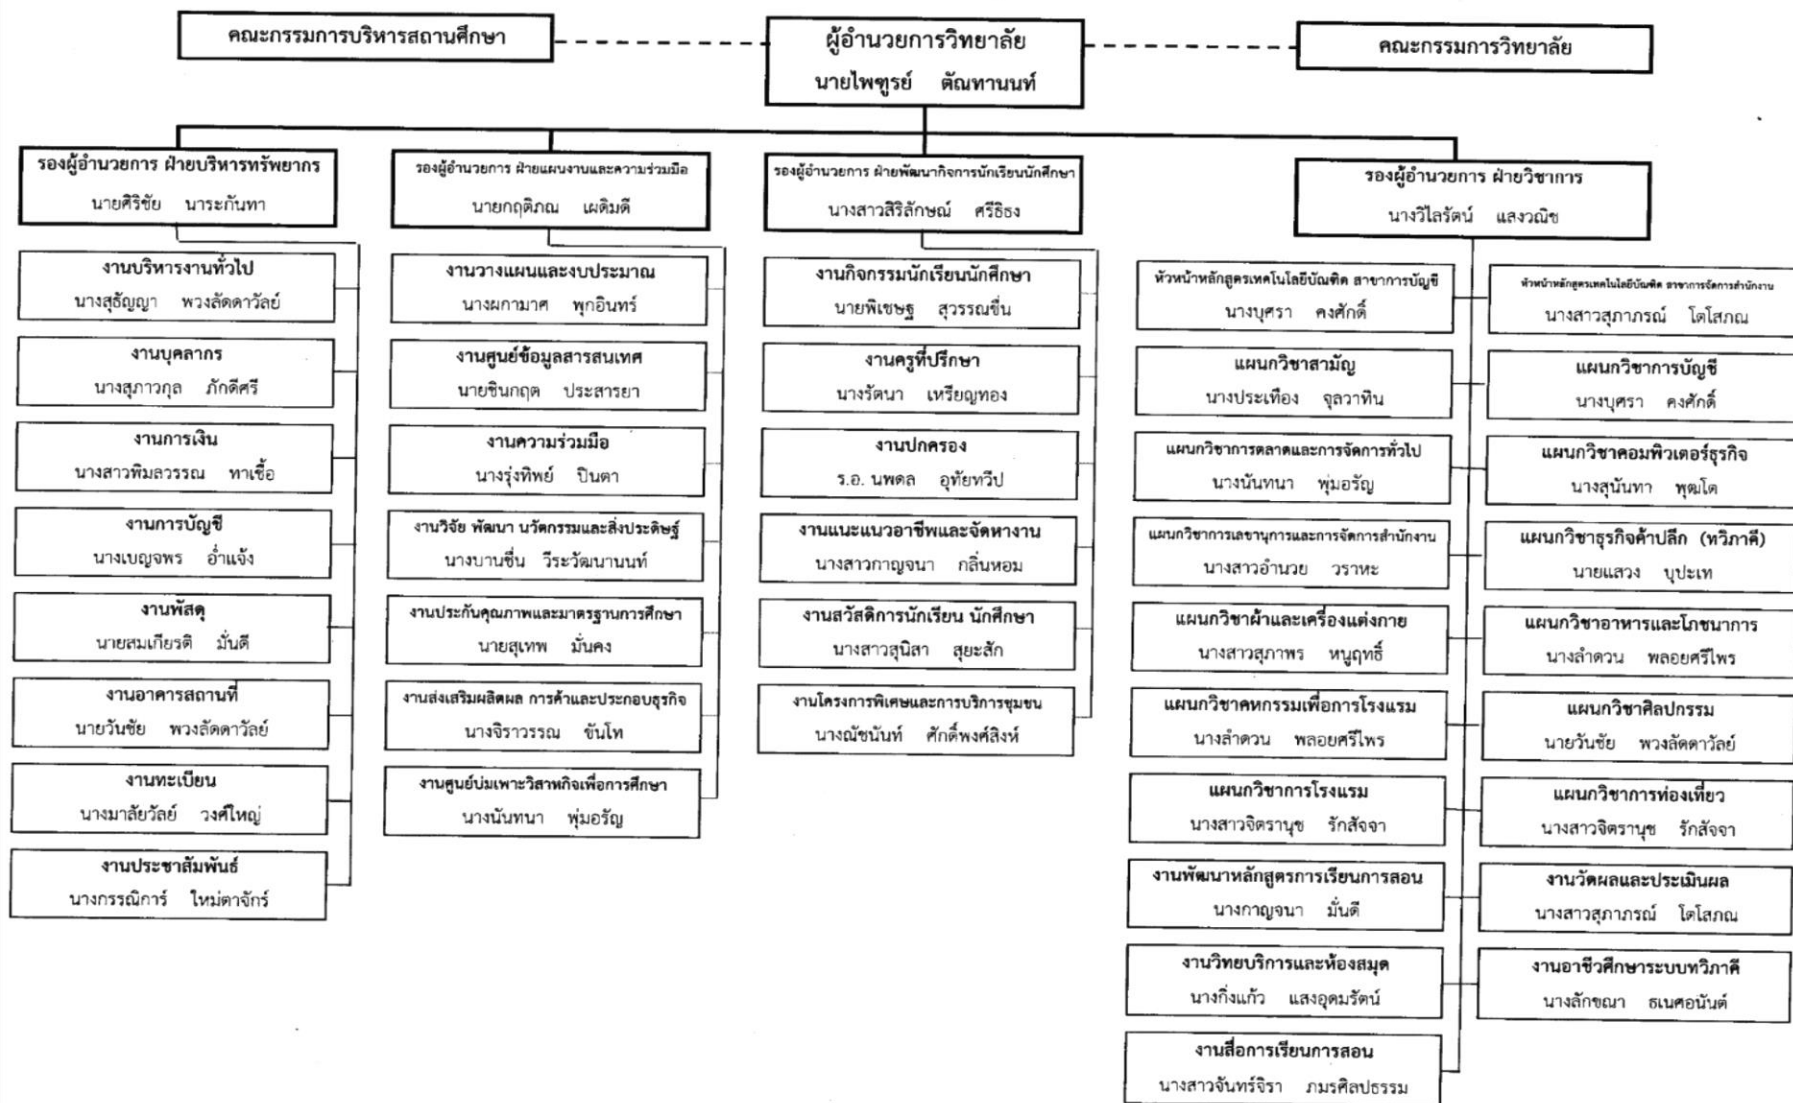 คณะกรรมการบริหารสถานศึกษา
ผู้อำนวยการวิทยาลัย
นายไพฑูรย์ ตัณทานนท์
คณะกรรมการวิทยาลัย
รองผู้อำนวยการ ฝ่ายบริหารทรัพยากร
นายศิริชัย นาระกันทา
งานบริหารงานทั่วไป
นางสุธัญญา พวงลัดดาวัลย์
งานบุคลากร
นางสุภาวกุล ภักดีศรี
งานการเงิน
นางสาวพิมลวรรณ ทาเชื้อ
งานการบัญชี
นางเบญจพร อ่ำแจ้ง
งานพัสดุ
นายสมเกียรติ มั่นดี
งานอาคารสถานที่
นายวันชัย พวงลัดดาวัลย์
งานทะเบียน
นางมาลัยวัลย์ วงศ์ใหญ่
งานประชาสัมพันธ์
นางกรรณิการ์ ใหม่ตาจักร์
รองผู้อำนวยการ ฝ่ายแผนงานและความร่วมมือ
นายกฤติภณ เผดิมดี
งานวางแผนและงบประมาณ
นางผกามาศ พุกอินทร์
งานศูนย์ข้อมูลสารสนเทศ
นายชินกฤต ประสารยา
งานความร่วมมือ
นางรุ่งทิพย์ ปินตา
งานวิจัย พัฒนา นวัตกรรมและสิ่งประดิษฐ์
นางบานชื่น วีระวัฒนานนท์
งานประกันคุณภาพและมาตรฐานการศึกษา
นายสุเทพ มั่นคง
งานส่งเสริมผลิตผล การค้าและประกอบธุรกิจ
นางจิราวรรณ ขันโท
งานศูนย์บ่มเพาะวิสาหกิจเพื่อการศึกษา
นางนันทนา พุ่มอรัญ
รองผู้อำนวยการ ฝ่ายพัฒนากิจการนักเรียนนักศึกษา
นางสาวสิริลักษณ์ ศรีธิธง
งานกิจกรรมนักเรียนนักศึกษา
นายพิเชษฐ สุวรรณชื่น
งานครูที่ปรึกษา
นางรัตนา เหรียญทอง
งานปกครอง
ร.อ. นพดล อุทัยทวีป
งานแนะแนวอาชีพและจัดหางาน
นางสาวกาญจนา กลิ่นหอม
งานสวัสดิการนักเรียน นักศึกษา
นางสาวสุนิสา สุยะสัก
งานโครงการพิเศษและการบริการชุมชน
นางณัชนันท์ ศักดิ์พงศ์สิงห์
รองผู้อำนวยการ ฝ่ายวิชาการ
นางวิไลรัตน์ แสงวณิช
หัวหน้าหลักสูตรเทคโนโลยีบัณฑิต สาขาการบัญชี
นางบุศรา คงศักดิ์
หัวหน้าหลักสูตรเทคโนโลยีบัณฑิต สาขาการจัดการสำนักงาน
นางสาวสุภาภรณ์ โตโสภณ
แผนกวิชาสามัญ
นางประเทือง จุลวาทิน
แผนกวิชาการบัญชี
นางบุศรา คงศักดิ์
แผนกวิชาการตลาดและการจัดการทั่วไป
นางนันทนา พุ่มอรัญ
แผนกวิชาคอมพิวเตอร์ธุรกิจ
นางสุนันทา พุฒโต
แผนกวิชาการเลขานุการและการจัดการสำนักงาน
นางสาวอำนวย วราหะ
แผนกวิชาธุรกิจค้าปลีก (ทวิภาคี)
นายแสวง บุปะเท
แผนกวิชาผ้าและเครื่องแต่งกาย
นางสาวสุภาพร หนูฤทธิ์
แผนกวิชาอาหารและโภชนาการ
นางลำดวน พลอยศรีไพร
แผนกวิชาคหกรรมเพื่อการโรงแรม
นางลำดวน พลอยศรีไพร
แผนกวิชาศิลปกรรม
นายวันชัย พวงลัดดาวัลย์
แผนกวิชาการโรงแรม
นางสาวจิตรานุช รักสัจจา
แผนกวิชาการท่องเที่ยว
นางสาวจิตรานุช รักสัจจา
งานพัฒนาหลักสูตรการเรียนการสอน
นางกาญจนา มั่นดี
งานวัดผลและประเมินผล
นางสาวสุภาภรณ์ โตโสภณ
งานวิทยบริการและห้องสมุด
นางกิ่งแก้ว แสงอุดมรัตน์
งานอาชีวศึกษาระบบทวิภาคี
นางลักขณา ธเนศอนันต์
งานสื่อการเรียนการสอน
นางสาวจันทร์จิรา ภมรศิลปธรรม